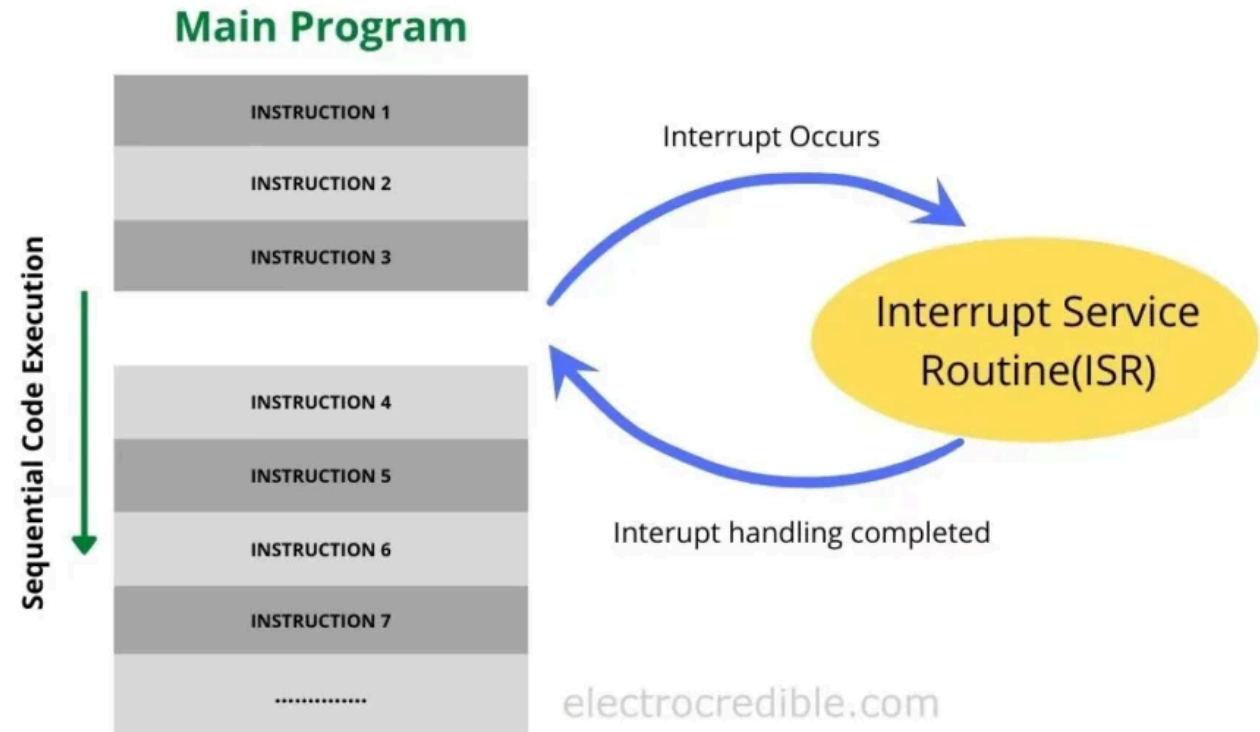 Main Program
INSTRUCTION 1
INSTRUCTION 2
INSTRUCTION 3
INSTRUCTION 4
INSTRUCTION 5
INSTRUCTION 6
INSTRUCTION 7
..............
Sequential Code Execution
Interrupt Occurs
Interrupt Service
Routine(ISR)
Interupt handling completed
electrocredible.com